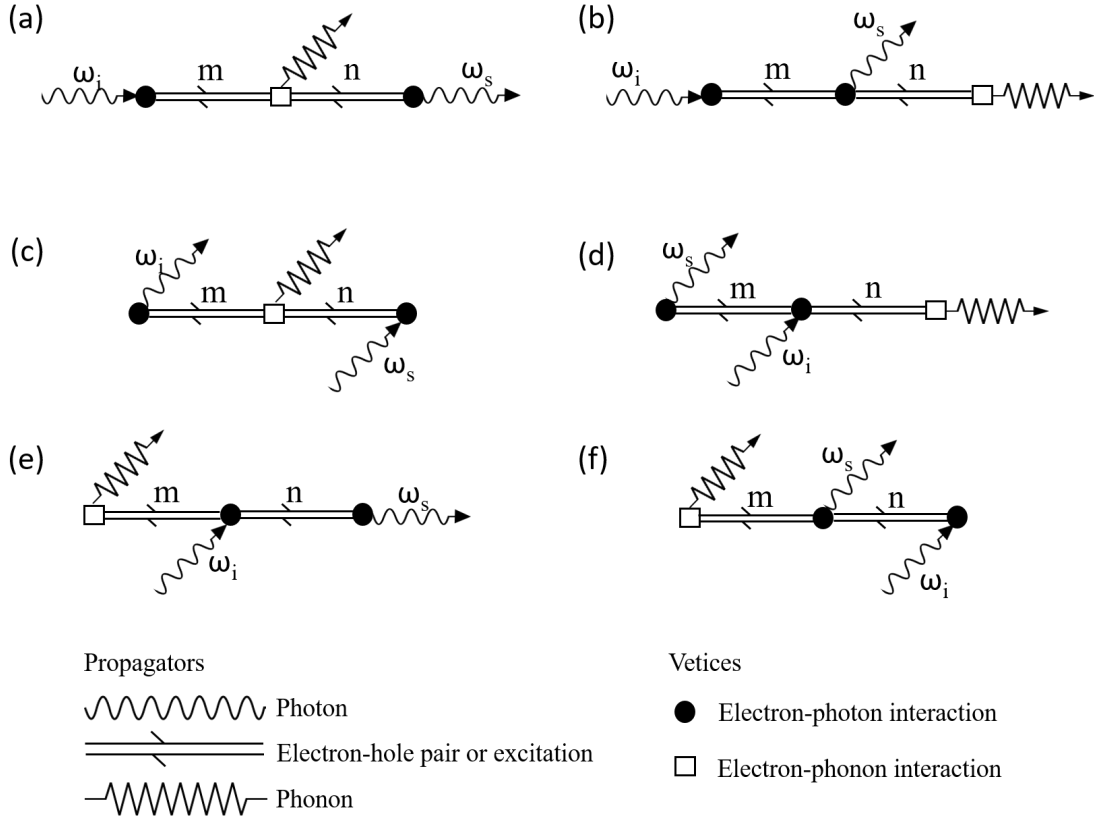 (a)
ωi
m
n
ωs
(b)
ωi
m
ωs
n
(c)
ωi
m
n
ωs
(d)
ωs
m
n
ωi
(e)
m
n
ωs
ωi
(f)
m
ωs
n
ωi
Propagators
Photon
Electron-hole pair or excitation
Phonon
Vetices
Electron-photon interaction
Electron-phonon interaction